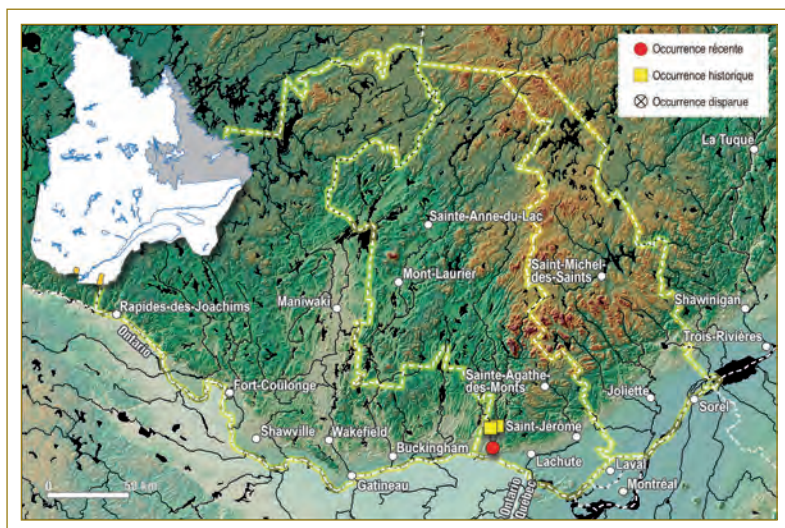 Occurrence récente
Occurrence historique
Occurrence disparue
La Tuque
Sainte-Anne-du-Lac
Mont-Laurier
Saint-Michel-
des-Saints
Maniwaki
Rapides-des-Joachims
Shawinigan
Ontario
Trois-Rivières
Sainte-Agathe-
des-Monts
Fort-Coulonge
Joliette
Sorel
Shawville
Wakefield
Saint-Jérôme
Buckingham
Lachute
Laval
Gatineau
Ontario
Québec
Montréal
0 50 km